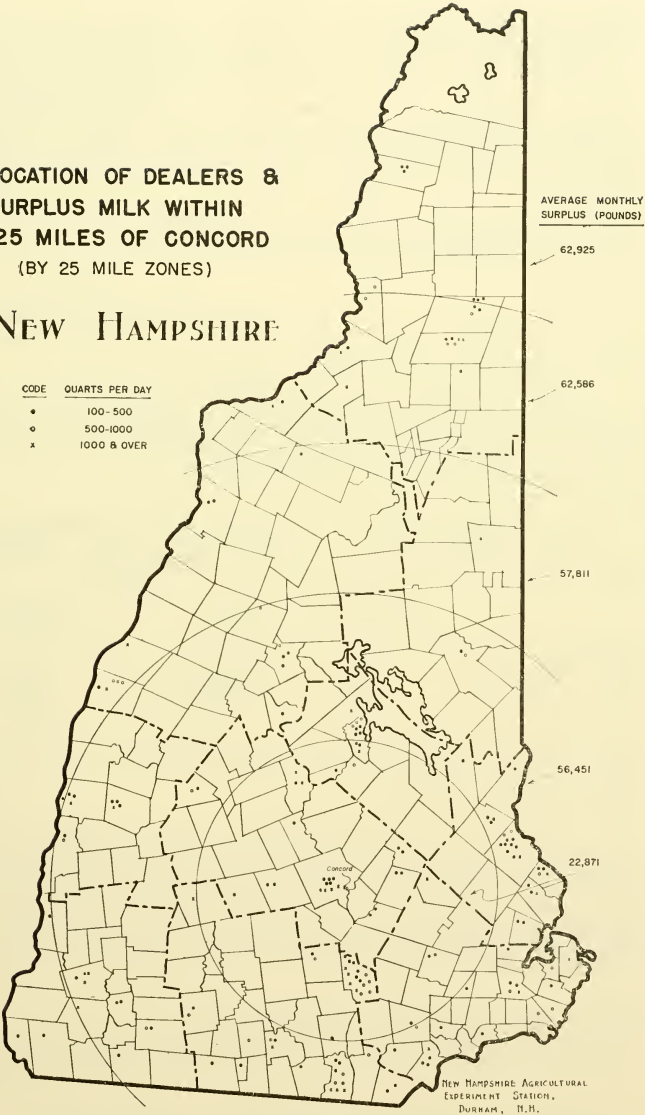 OCATION OF DEALERS &
URPLUS MILK WITHIN
25 MILES OF CONCORD
(BY 25 MILE ZONES)
NEW HAMPSHIRE
CODE QUARTS PER DAY
• 100-500
o 500-1000
x 1000 & OVER
AVERAGE MONTHLY
SURPLUS (POUNDS)
62,925
62,586
57,811
56,451
22,871
Concord
NEW HAMPSHIRE AGRICULTURAL
EXPERIMENT STATION,
DURHAM, N.H.